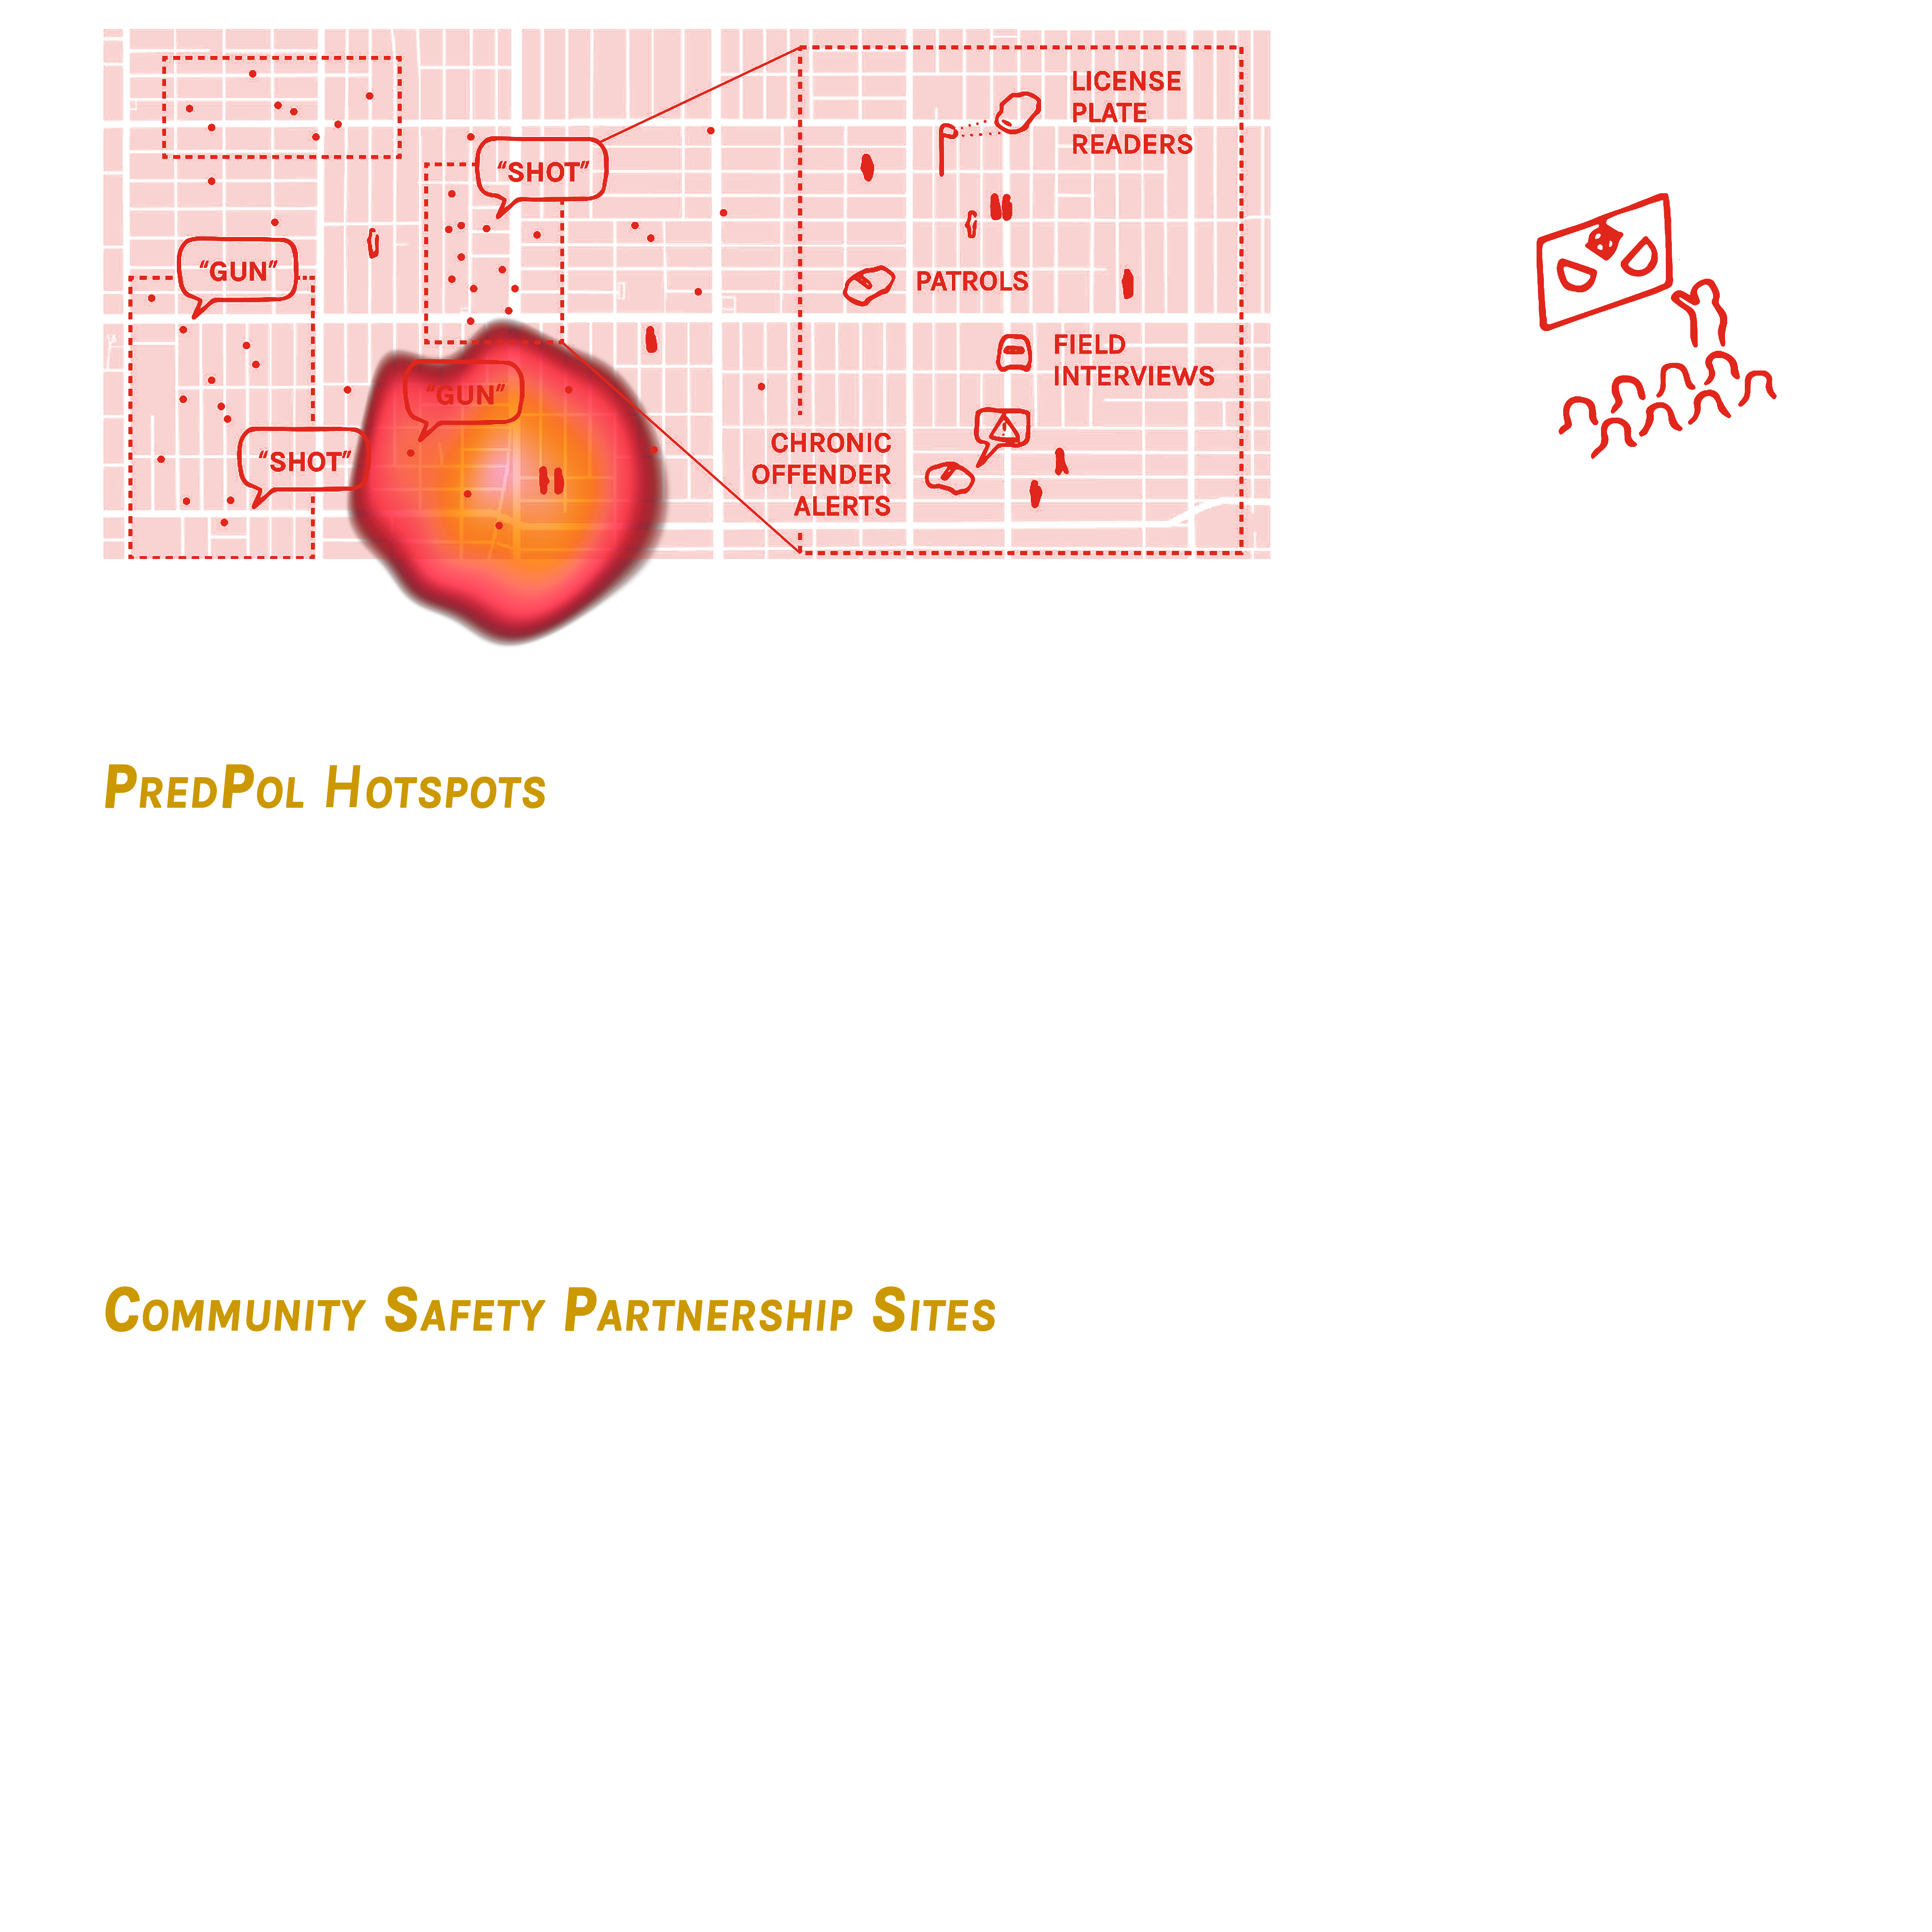 "SHOT"
"GUN"
"GUN"
"SHOT"
LICENSE
PLATE
READERS
PATROLS
FIELD
INTERVIEWS
CHRONIC
OFFENDER
ALERTS
PREDPOL HOTSPOTS
COMMUNITY SAFETY PARTNERSHIP SITES